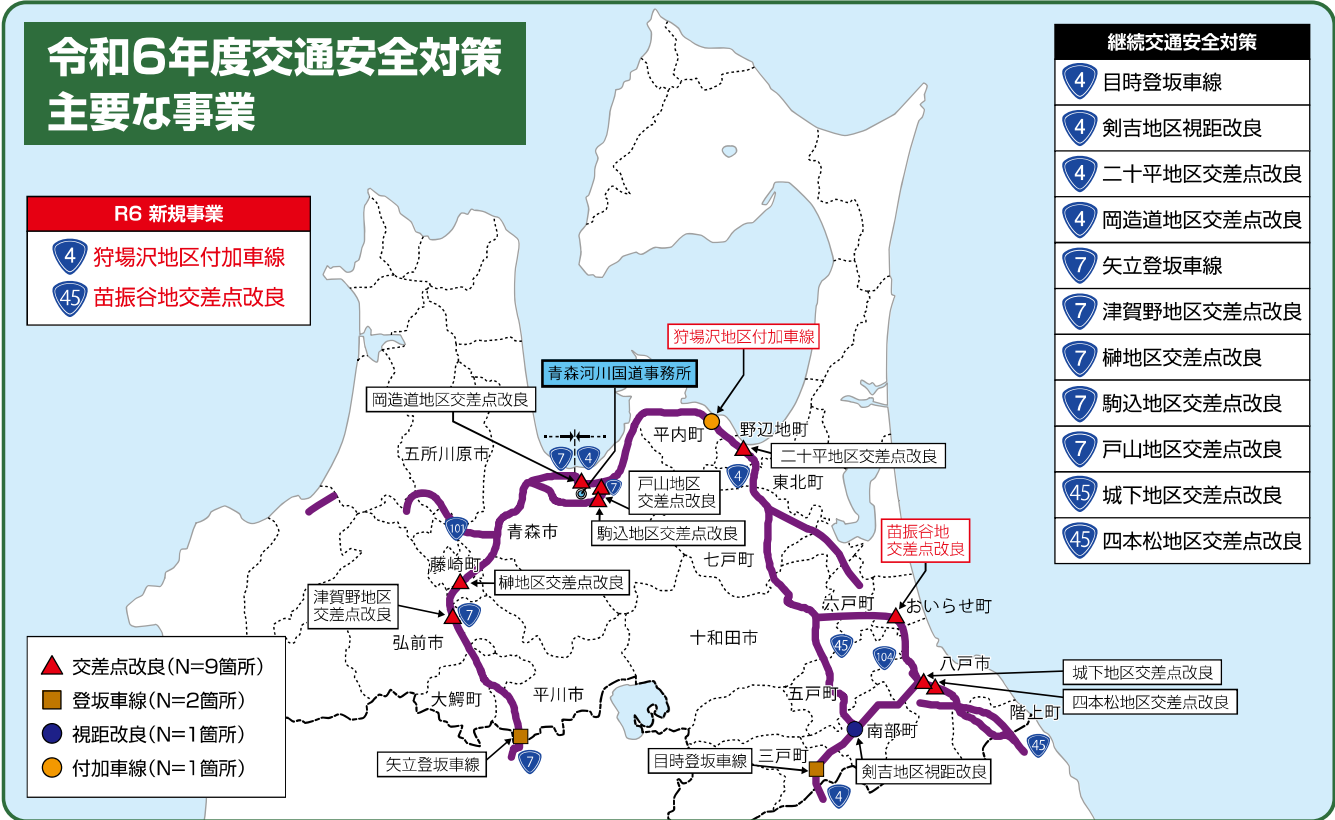 令和6年度交通安全対策
主要な事業
R6 新規事業
4 狩場沢地区付加車線
45 苗振谷地交差点改良
継続交通安全対策
4 目時登坂車線
4 剣吉地区視距改良
4 二十平地区交差点改良
4 岡造道地区交差点改良
7 矢立登坂車線
7 津賀野地区交差点改良
7 榊地区交差点改良
7 駒込地区交差点改良
7 戸山地区交差点改良
45 城下地区交差点改良
45 四本松地区交差点改良
狩場沢地区付加車線
青森河川国道事務所
岡造道地区交差点改良
平内町
野辺地町
二十平地区交差点改良
五所川原市
7
4
4
東北町
7
戸山地区
交差点改良
駒込地区交差点改良
101
青森市
七戸町
苗振谷地
交差点改良
藤崎町
榊地区交差点改良
津賀野地区
交差点改良
7
弘前市
六戸町
おいらせ町
十和田市
45
104
八戸市
城下地区交差点改良
四本松地区交差点改良
大鰐町
平川市
五戸町
階上町
南部町
45
矢立登坂車線
7
目時登坂車線
三戸町
剣吉地区視距改良
4
交差点改良(N=9箇所)
登坂車線(N=2箇所)
視距改良(N=1箇所)
付加車線(N=1箇所)